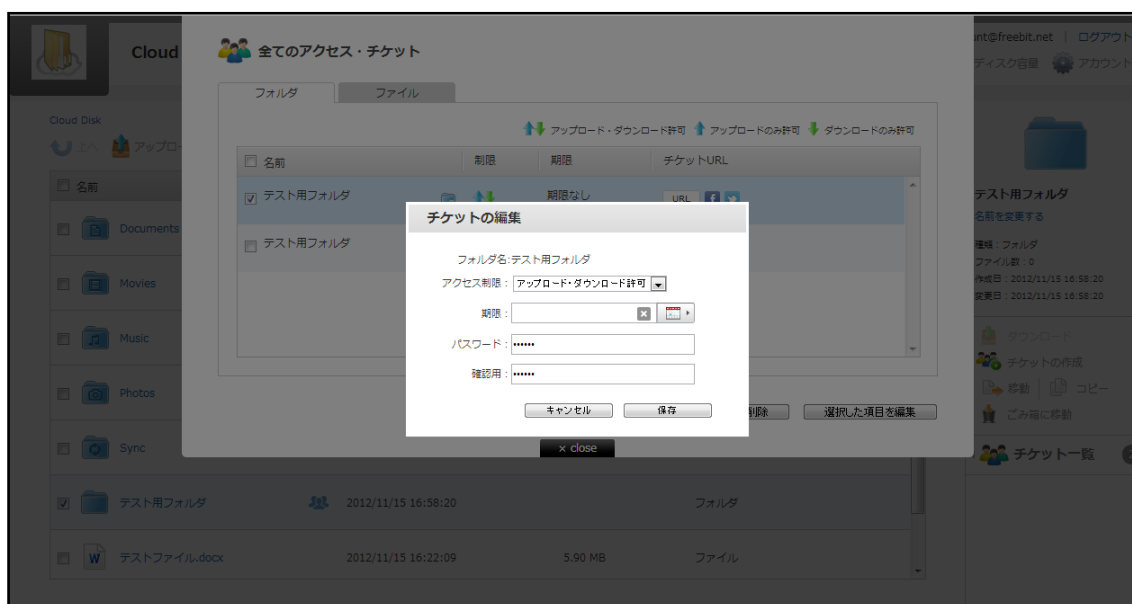 Cloud
全てのアクセス・チケット
unt@freebit.net | ログアウト
ディスク容量 アカウント
フォルダ ファイル
Cloud Disk
上へ アップロー
アップロード・ダウンロード許可 アップロードのみ許可 ダウンロードのみ許可
名前 制限 期限 チケットURL
名前
テスト用フォルダ 期限なし URL
テスト用フォルダ
Documents
Movies
Music
Photos
Sync
チケットの編集
フォルダ名:テスト用フォルダ
アクセス制限: アップロード・ダウンロード許可
期限:
パスワード: ••••••
確認用: ••••••
キャンセル 保存
削除 選択した項目を編集
× close
テスト用フォルダ 2012/11/15 16:58:20 フォルダ
テストファイル.docx 2012/11/15 16:22:09 5.90 MB ファイル
テスト用フォルダ
名前を変更する
種類:フォルダ
ファイル数:0
作成日:2012/11/15 16:58:20
変更日:2012/11/15 16:58:20
ダウンロード
チケットの作成
移動 コピー
ごみ箱に移動
チケット一覧